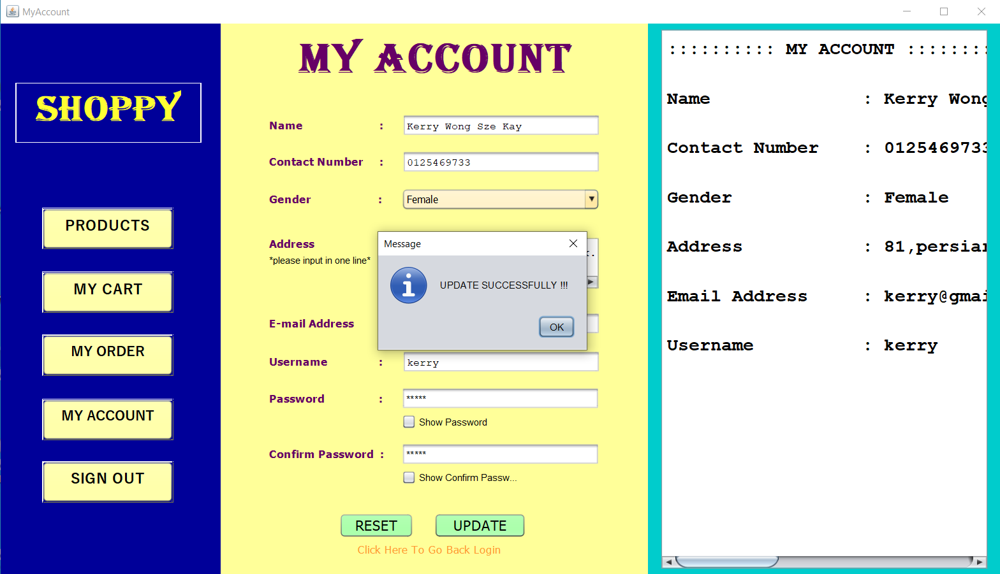 MyAccount
SHOPPY
PRODUCTS
MY CART
MY ORDER
MY ACCOUNT
SIGN OUT
MY ACCOUNT
Name : Kerry Wong Sze Kay
Contact Number : 0125469733
Gender : Female
Address
*please input in one line*
E-mail Address
Username : kerry
Password : *****
Show Password
Confirm Password : *****
Show Confirm Passw...
RESET UPDATE
Click Here To Go Back Login
Message
UPDATE SUCCESSFULLY !!!
OK
:::::::::: MY ACCOUNT ::::::::
Name : Kerry Wong
Contact Number : 0125469733
Gender : Female
Address : 81,persian
Email Address : kerry@gmai
Username : kerry